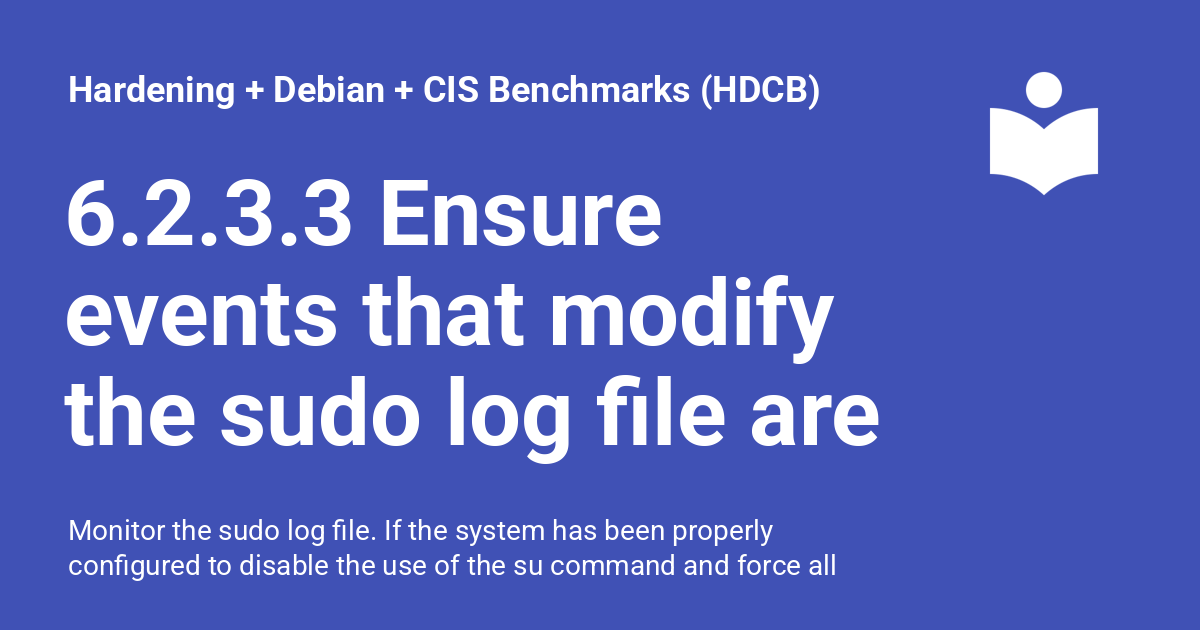 Hardening + Debian + CIS Benchmarks (HDCB)
6.2.3.3 Ensure
events that modify
the sudo log file are
Monitor the sudo log file. If the system has been properly
configured to disable the use of the su command and force all